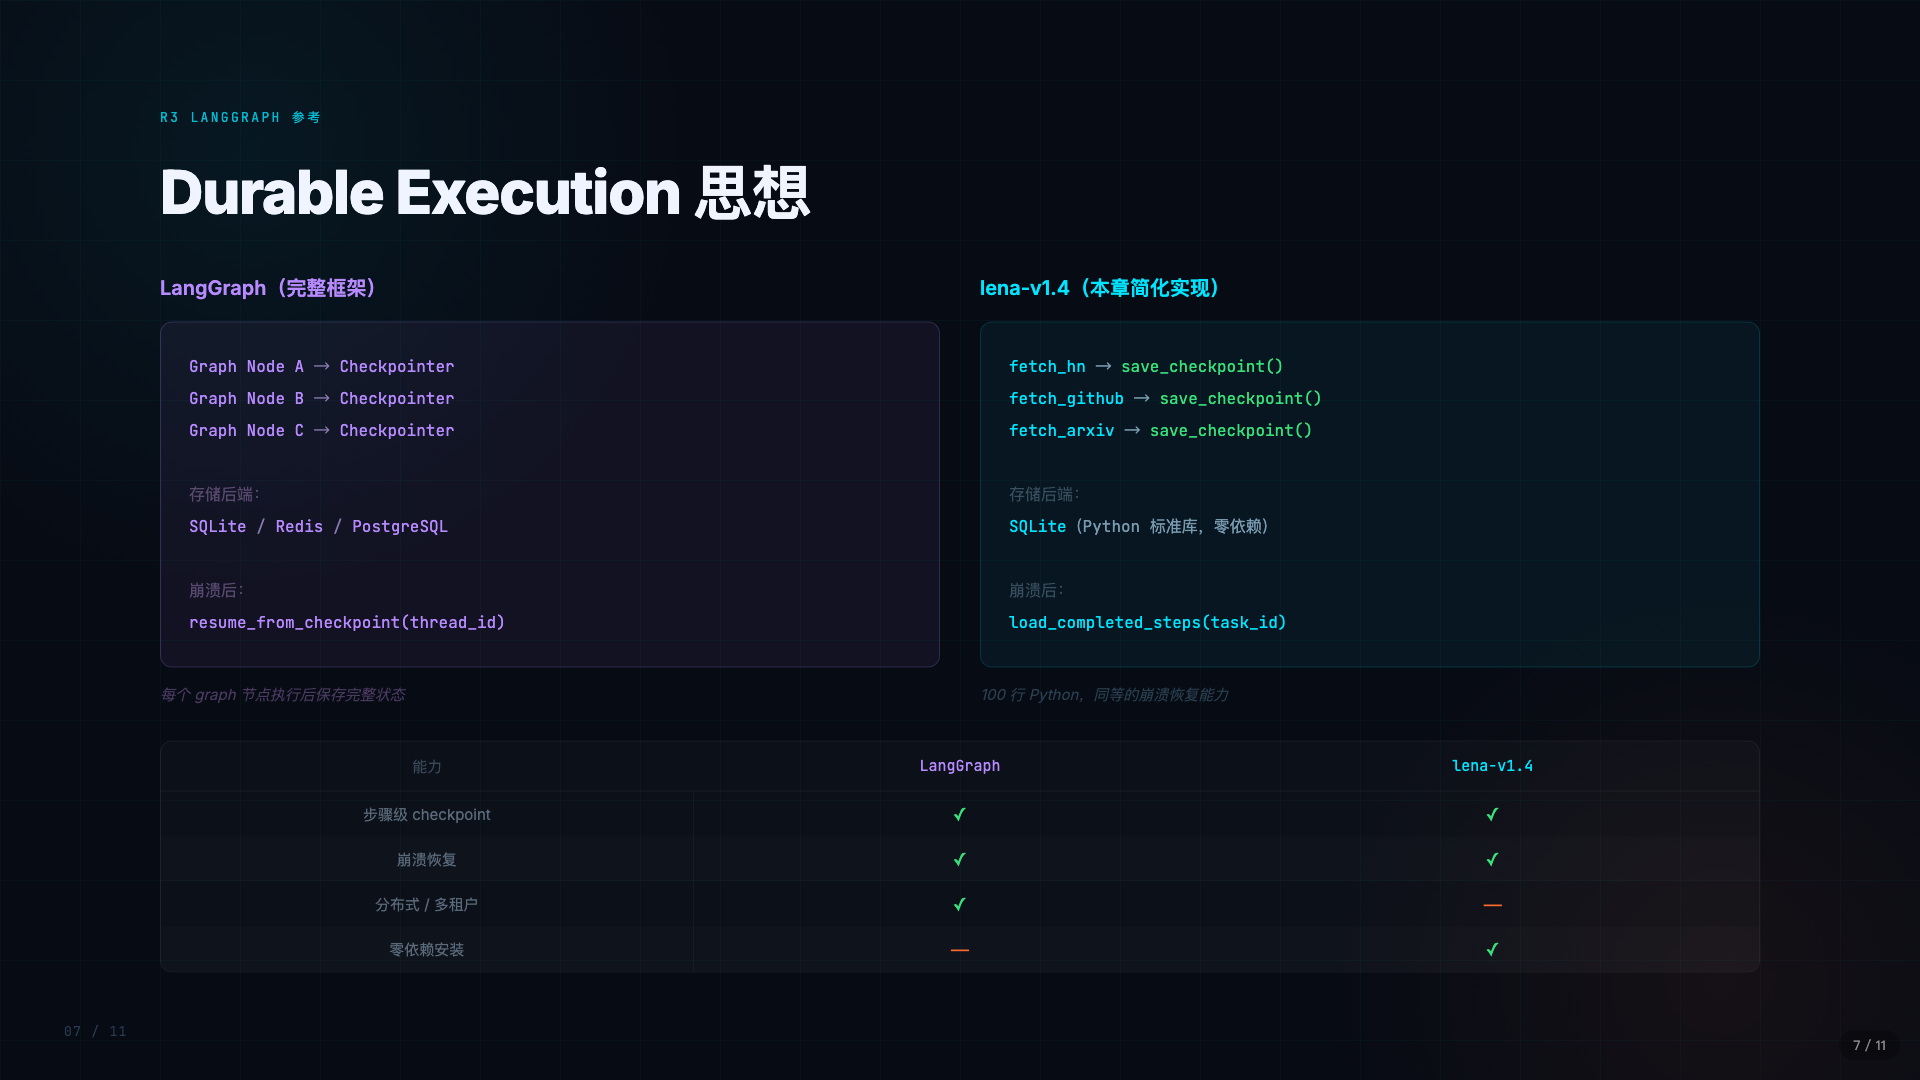 R3 LANGGRAPH 参考
Durable Execution 思想
LangGraph（完整框架）
Graph Node A → Checkpointer
Graph Node B → Checkpointer
Graph Node C → Checkpointer
存储后端：
SQLite / Redis / PostgreSQL
崩溃后：
resume_from_checkpoint(thread_id)
每个 graph 节点执行后保存完整状态
lena-v1.4（本章简化实现）
fetch_hn → save_checkpoint()
fetch_github → save_checkpoint()
fetch_arxiv → save_checkpoint()
存储后端：
SQLite（Python 标准库，零依赖）
崩溃后：
load_completed_steps(task_id)
100 行 Python，同等的崩溃恢复能力
能力 LangGraph lena-v1.4
步骤级 checkpoint ✓ ✓
崩溃恢复 ✓ ✓
分布式 / 多租户 ✓ —
零依赖安装 — ✓
07 / 11
7 / 11